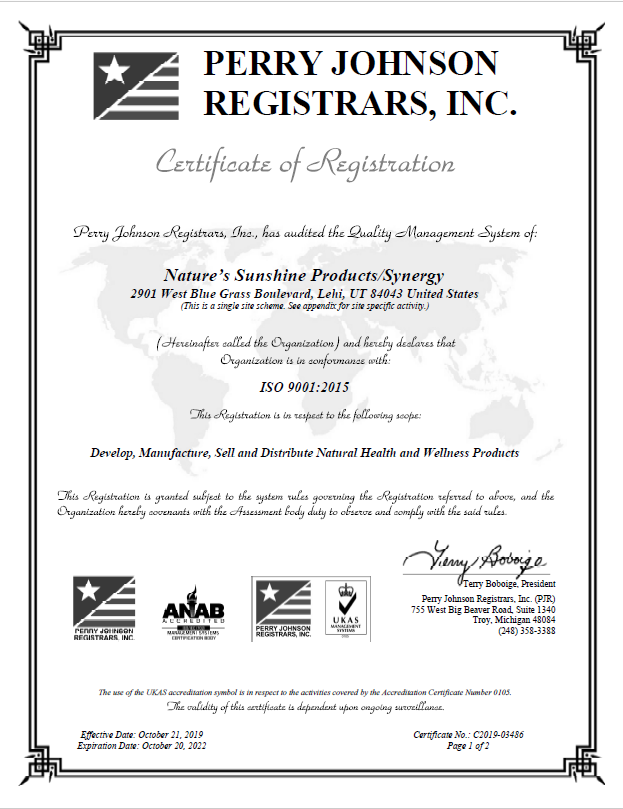 PERRY JOHNSON
REGISTRARS, INC.
Certificate of Registration
Perry Johnson Registrars, Inc., has audited the Quality Management System of:
Nature's Sunshine Products/Synergy
2901 West Blue Grass Boulevard, Lehi, UT 84043 United States
(This is a single site scheme. See appendix for site specific activity.)
(Hereinafter called the Organization) and hereby declares that
Organization is in conformance with:
ISO 9001:2015
This Registration is in respect to the following scope:
Develop, Manufacture, Sell and Distribute Natural Health and Wellness Products
This Registration is granted subject to the system rules governing the Registration referred to above, and the
Organization hereby covenants with the Assessment body duty to observe and comply with the said rules.
Terry Boboige
Terry Boboige, President
Perry Johnson Registrars, Inc. (PJR)
755 West Big Beaver Road, Suite 1340
Troy, Michigan 48084
(248) 358-3388
PERRY JOHNSON
REGISTRARS, INC.
ANAB
ACCREDITED
MANAGEMENT SYSTEMS
CERTIFICATION BODY
PERRY JOHNSON
REGISTRARS, INC.
UKAS
MANAGEMENT
SYSTEMS
The use of the UKAS accreditation symbol is in respect to the activities covered by the Accreditation Certificate Number 0105.
The validity of this certificate is dependent upon ongoing surveillance.
Effective Date: October 21, 2019
Expiration Date: October 20, 2022
Certificate No.: C2019-03486
Page 1 of 2